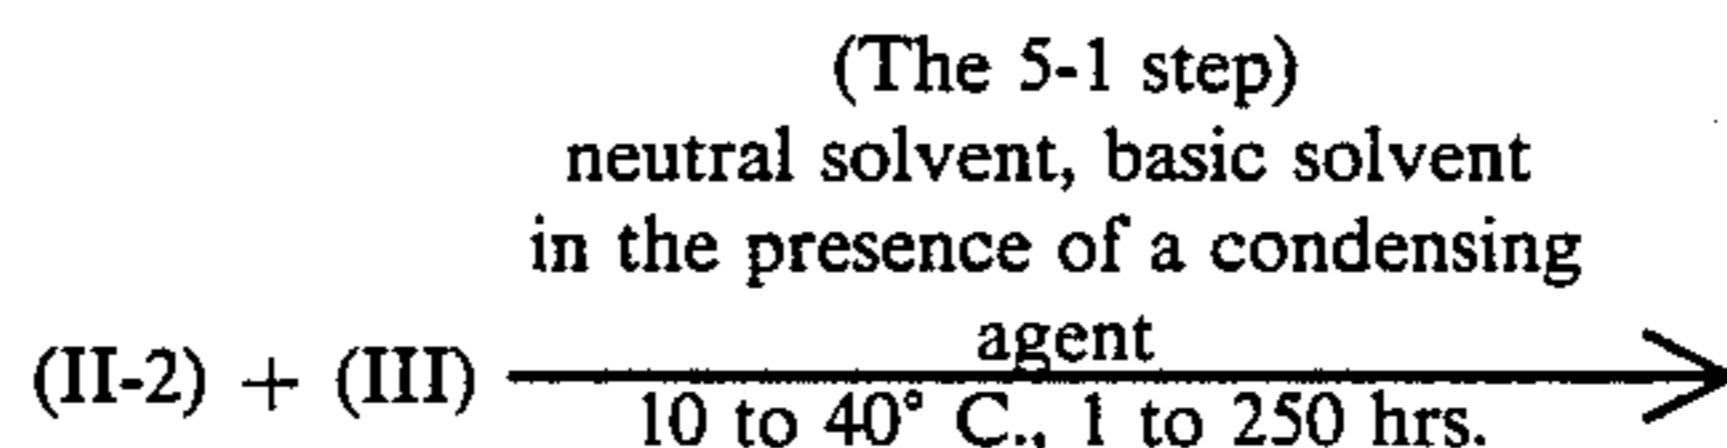 (The 5-1 step)
neutral solvent, basic solvent
in the presence of a condensing
agent
(II-2) + (III)
10 to 40° C., 1 to 250 hrs.